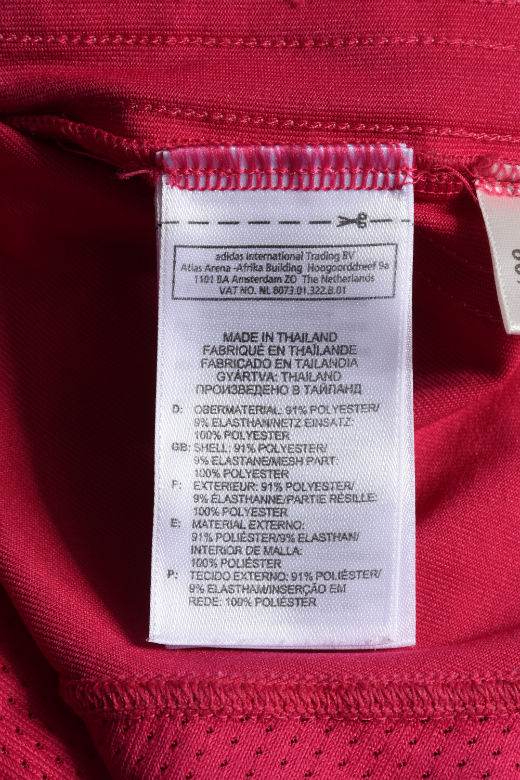 adidas International Trading BV
Atlas Arena -Afrika Building Hoogoorddreef 9a
1101 BA Amsterdam ZO The Netherlands
VAT NO. NL 8073.01.322.B.01
MADE IN THAILAND
FABRIQUÉ EN THAÏLANDE
FABRICADO EN TAILANDIA
GYÁRTVA: THAILAND
ПРОИЗВЕДЕНО В ТАЙЛАНД
D: OBERMATERIAL: 91% POLYESTER/
9% ELASTHAN/NETZ EINSATZ:
100% POLYESTER
GB: SHELL: 91% POLYESTER/
9% ELASTANE/MESH PART:
100% POLYESTER
F: EXTERIEUR: 91% POLYESTER/
9% ÉLASTHANNE/PARTIE RÉSILLE:
100% POLYESTER
E: MATERIAL EXTERNO:
91% POLIÉSTER/9% ELASTHAN/
INTERIOR DE MALLA:
100% POLIÉSTER
P: TECIDO EXTERNO: 91% POLIÉSTER/
9% ELASTHAM/INSERÇÃO EM
REDE: 100% POLIÉSTER